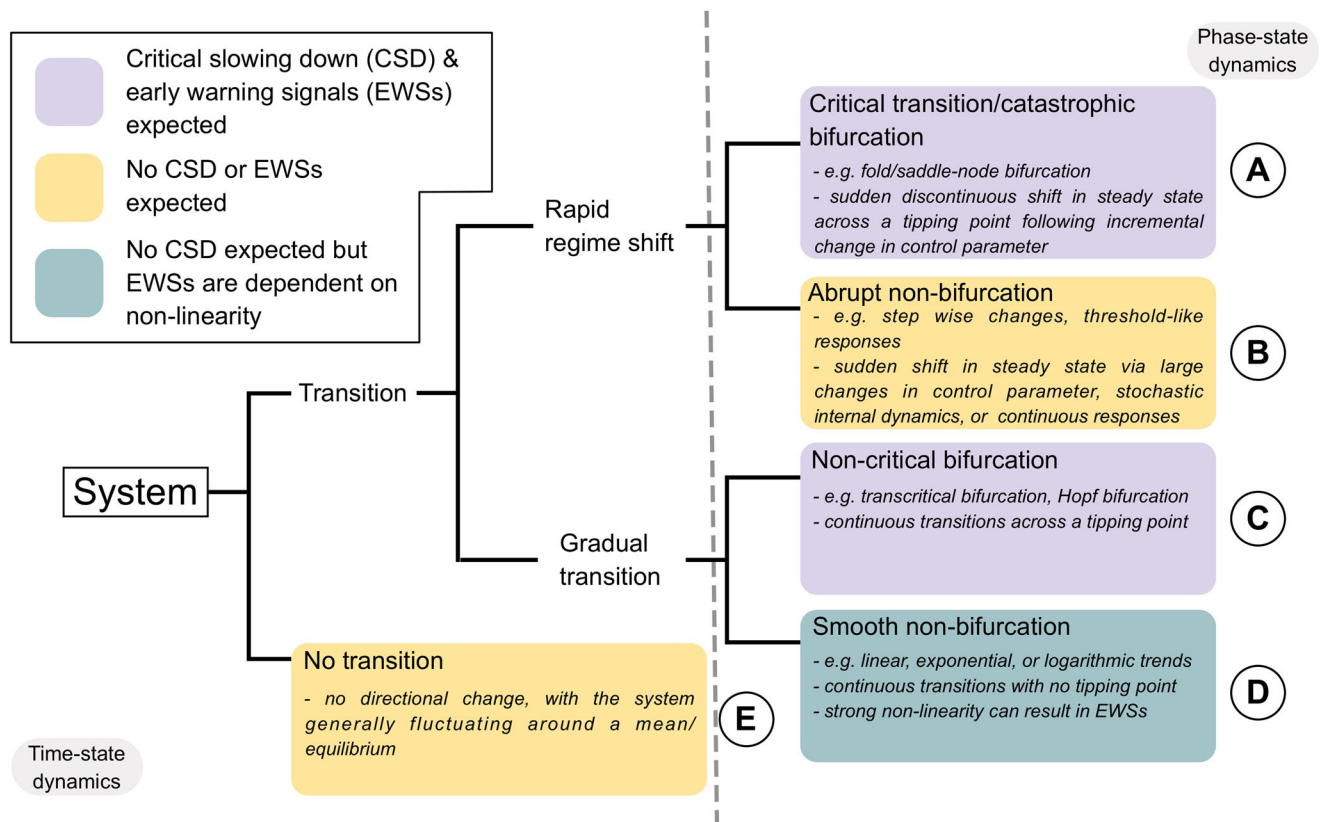 Critical slowing down (CSD) &
early warning signals (EWSs)
expected
No CSD or EWSs
expected
No CSD expected but
EWSs are dependent on
non-linearity
Phase-state
dynamics
Critical transition/catastrophic
bifurcation
- e.g. fold/saddle-node bifurcation
- sudden discontinuous shift in steady state
across a tipping point following incremental
change in control parameter
A
Rapid
regime shift
Abrupt non-bifurcation
- e.g. step wise changes, threshold-like
responses
- sudden shift in steady state via large
changes in control parameter, stochastic
internal dynamics, or continuous responses
B
Transition
System
Non-critical bifurcation
- e.g. transcritical bifurcation, Hopf bifurcation
- continuous transitions across a tipping point
C
Gradual
transition
Smooth non-bifurcation
- e.g. linear, exponential, or logarithmic trends
- continuous transitions with no tipping point
- strong non-linearity can result in EWSs
D
No transition
- no directional change, with the system
generally fluctuating around a mean/
equilibrium
E
Time-state
dynamics